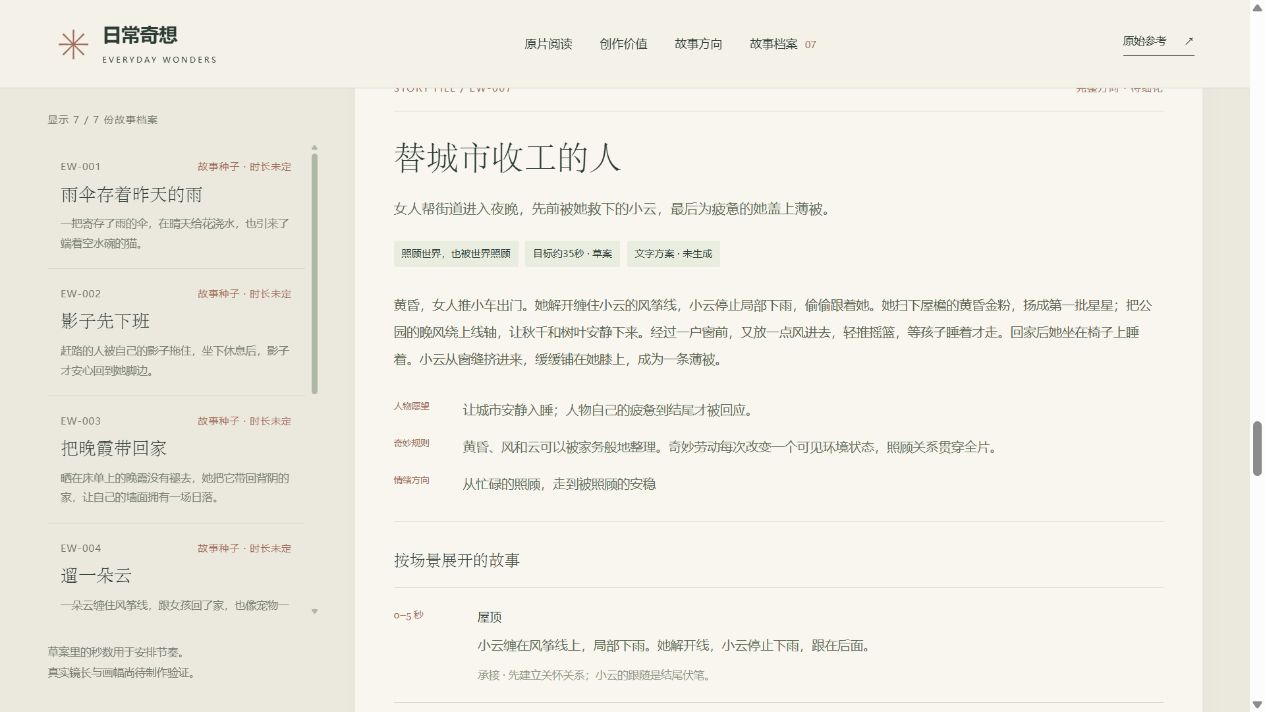 日常奇想
EVERYDAY WONDERS
原片阅读
创作价值
故事方向
故事档案 07
原始参考 ↗
显示 7 / 7 份故事档案
EW-001
故事种子 · 时长未定
雨伞存着昨天的雨
一把寄存了雨的伞，在晴天给花浇水，也引来了
端着空水碗的猫。
EW-002
故事种子 · 时长未定
影子先下班
赶路的人被自己的影子拖住，坐下休息后，影子
才安心回到她脚边。
EW-003
故事种子 · 时长未定
把晚霞带回家
晒在床单上的晚霞没有褪去，她把它带回背阴的
家，让自己的墙面拥有一场日落。
EW-004
故事种子 · 时长未定
遛一朵云
一朵云缠住风筝线，跟女孩回了家，也像宠物一
草案里的秒数用于安排节奏。
真实镜长与画幅尚待制作验证。
STORY FILE / EW-007
完整方向 · 待细化
替城市收工的人
女人帮街道进入夜晚，先前被她救下的小云，最后为疲惫的她盖上薄被。
照顾世界，也被世界照顾
目标约35秒 · 草案
文字方案 · 未生成
黄昏，女人推小车出门。她解开缠住小云的风筝线，小云停止局部下雨，偷偷跟着她。她扫下屋檐的黄昏金粉，扬成第一批星星；把公
园的晚风绕上线轴，让秋千和树叶安静下来。经过一户窗前，又放一点风进去，轻推摇篮，等孩子睡着才走。回家后她坐在椅子上睡
着。小云从窗缝挤进来，缓缓铺在她膝上，成为一条薄被。
人物愿望
让城市安静入睡；人物自己的疲惫到结尾才被回应。
奇妙规则
黄昏、风和云可以被家务般地整理。奇妙劳动每次改变一个可见环境状态，照顾关系贯穿全片。
情绪方向
从忙碌的照顾，走到被照顾的安稳
按场景展开的故事
0–5 秒
屋顶
小云缠在风筝线上，局部下雨。她解开线，小云停止下雨，跟在后面。
承接 · 先建立关怀关系；小云的跟随是结尾伏笔。